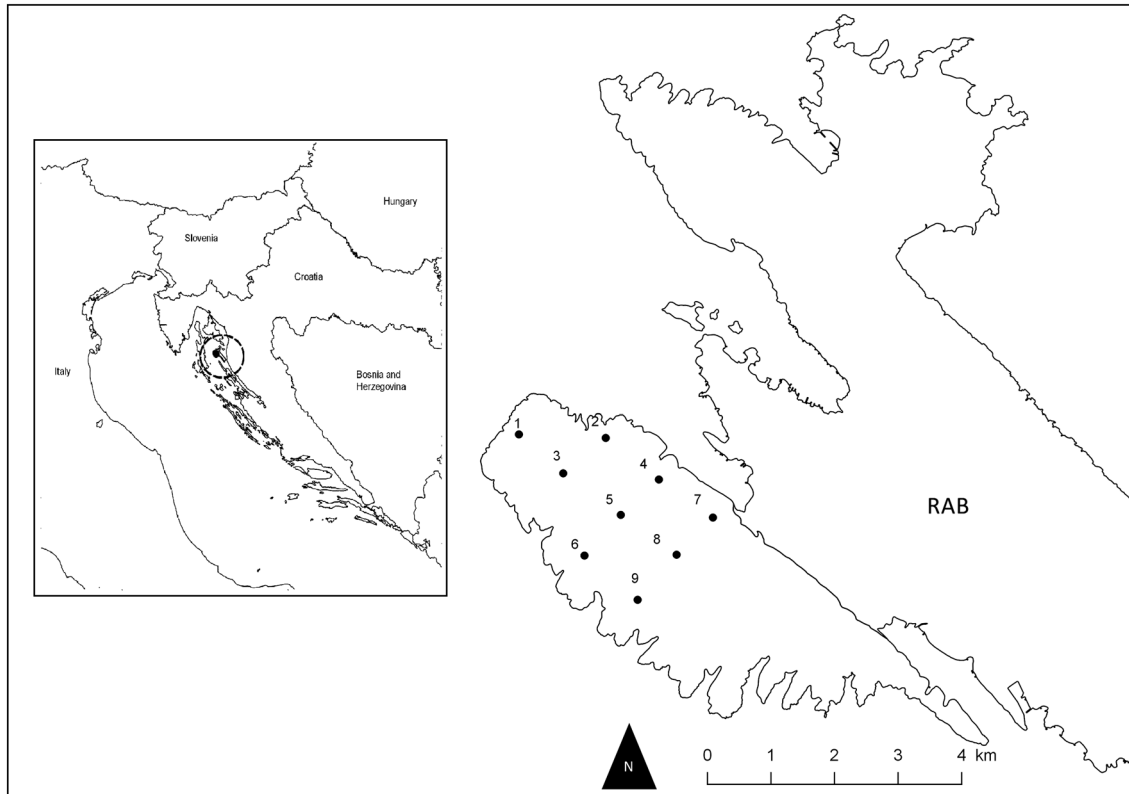 Hungary
Slovenia
Croatia
Italy
Bosnia and
Herzegovina
1
2
3
4
5
7
6
8
9
RAB
N
0 1 2 3 4 km